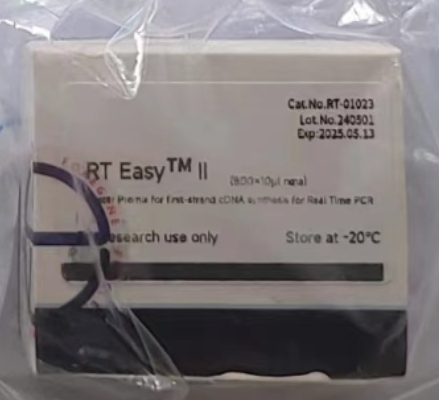 Cat.No.RT-01023
Lot.No.240501
Exp:2025.05.13
RT Easy™ II
Premix for first-strand cDNA synthesis for Real Time PCR
research use only Store at -20°C